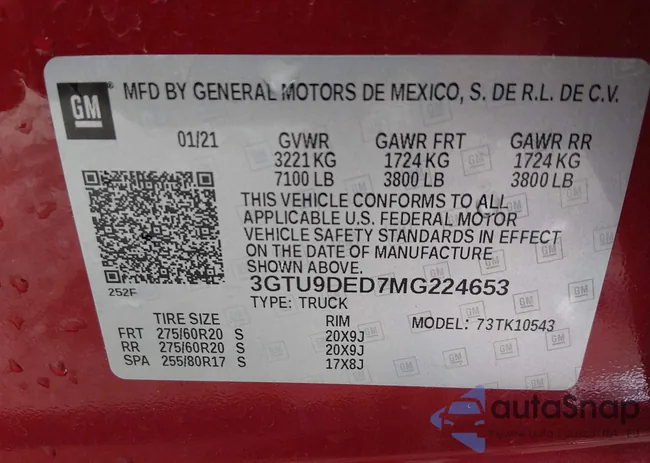 GM
MFD BY GENERAL MOTORS DE MEXICO, S. DE R.L. DE C.V.
01/21 GVWR GAWR FRT GAWR RR
3221 KG 1724 KG 1724 KG
7100 LB 3800 LB 3800 LB
THIS VEHICLE CONFORMS TO ALL
APPLICABLE U.S. FEDERAL MOTOR
VEHICLE SAFETY STANDARDS IN EFFECT
ON THE DATE OF MANUFACTURE
SHOWN ABOVE.
252F
3GTU9DED7MG224653
TYPE: TRUCK
TIRE SIZE RIM MODEL: 73TK10543
FRT 275/60R20 S 20X9J
RR 275/60R20 S 20X9J
SPA 255/80R17 S 17X8J
autaSnap